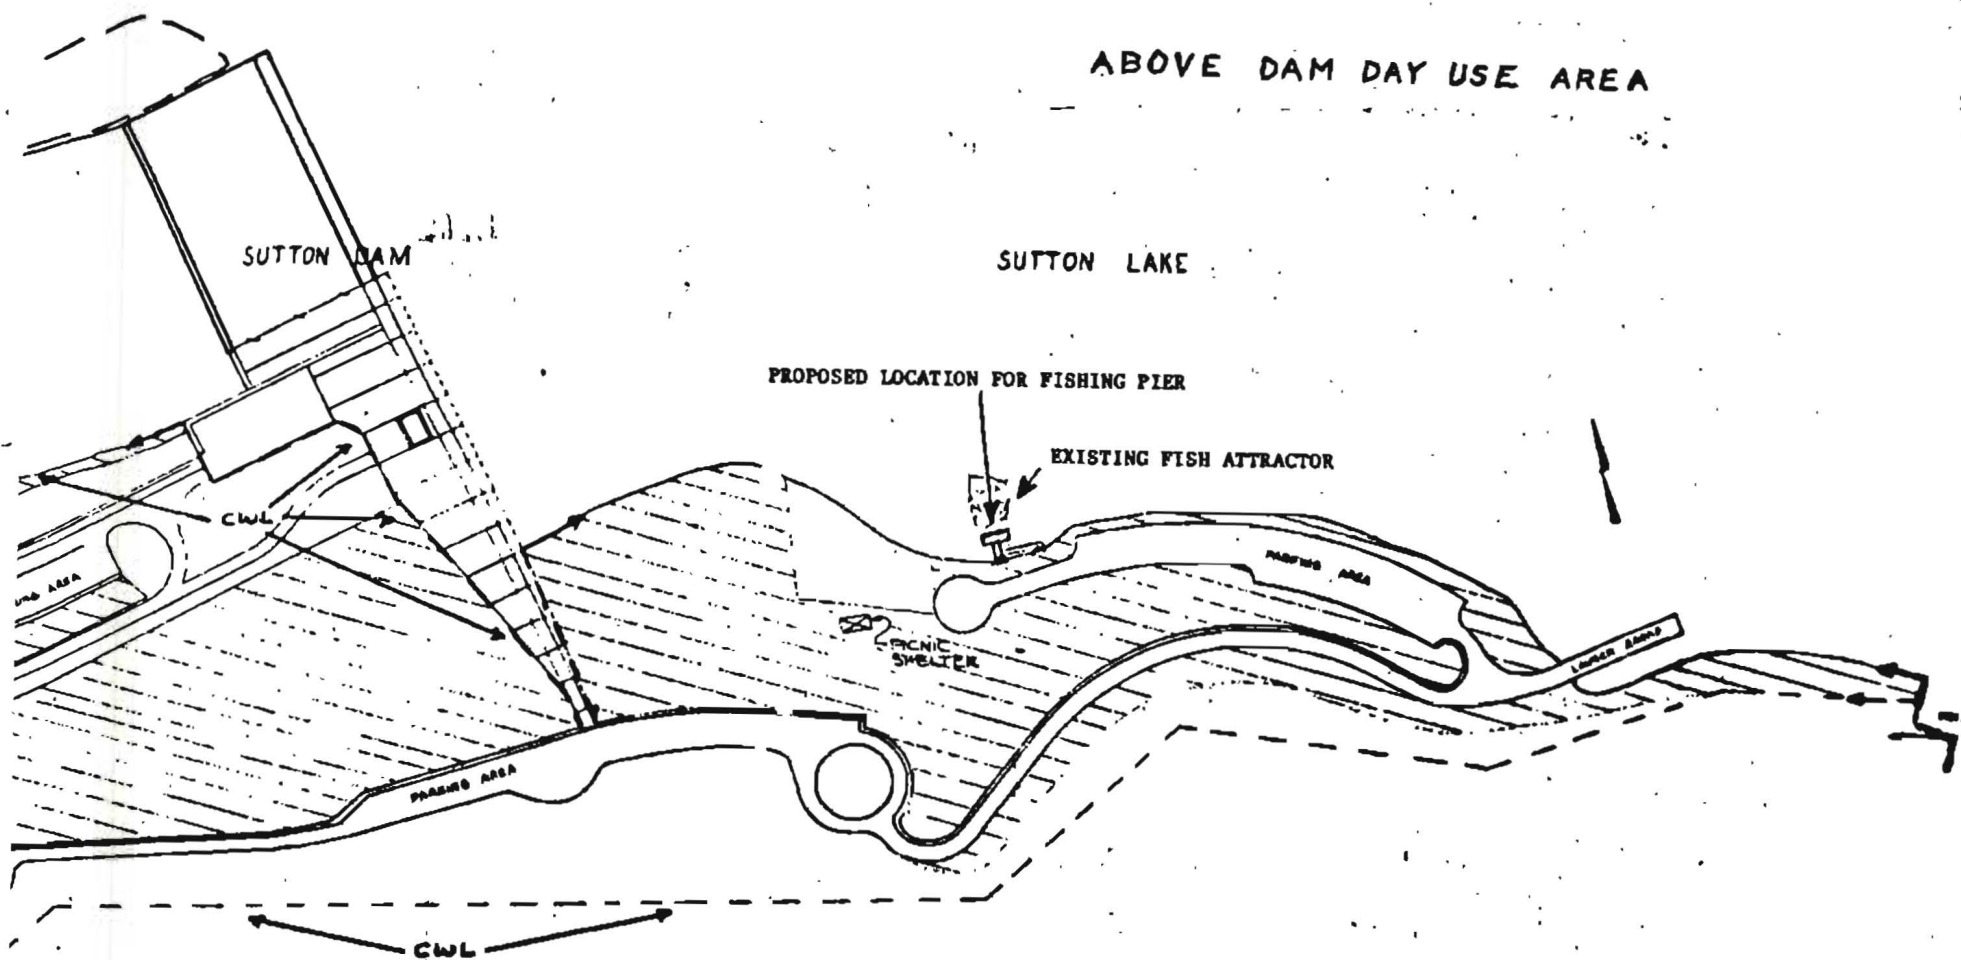 ABOVE DAM DAY USE AREA
SUTTON DAM
SUTTON LAKE
PROPOSED LOCATION FOR FISHING PIER
EXISTING FISH ATTRACTOR
CWL
PARKING AREA
AREA
PICNIC
SHELTER
PARKING AREA
CWL